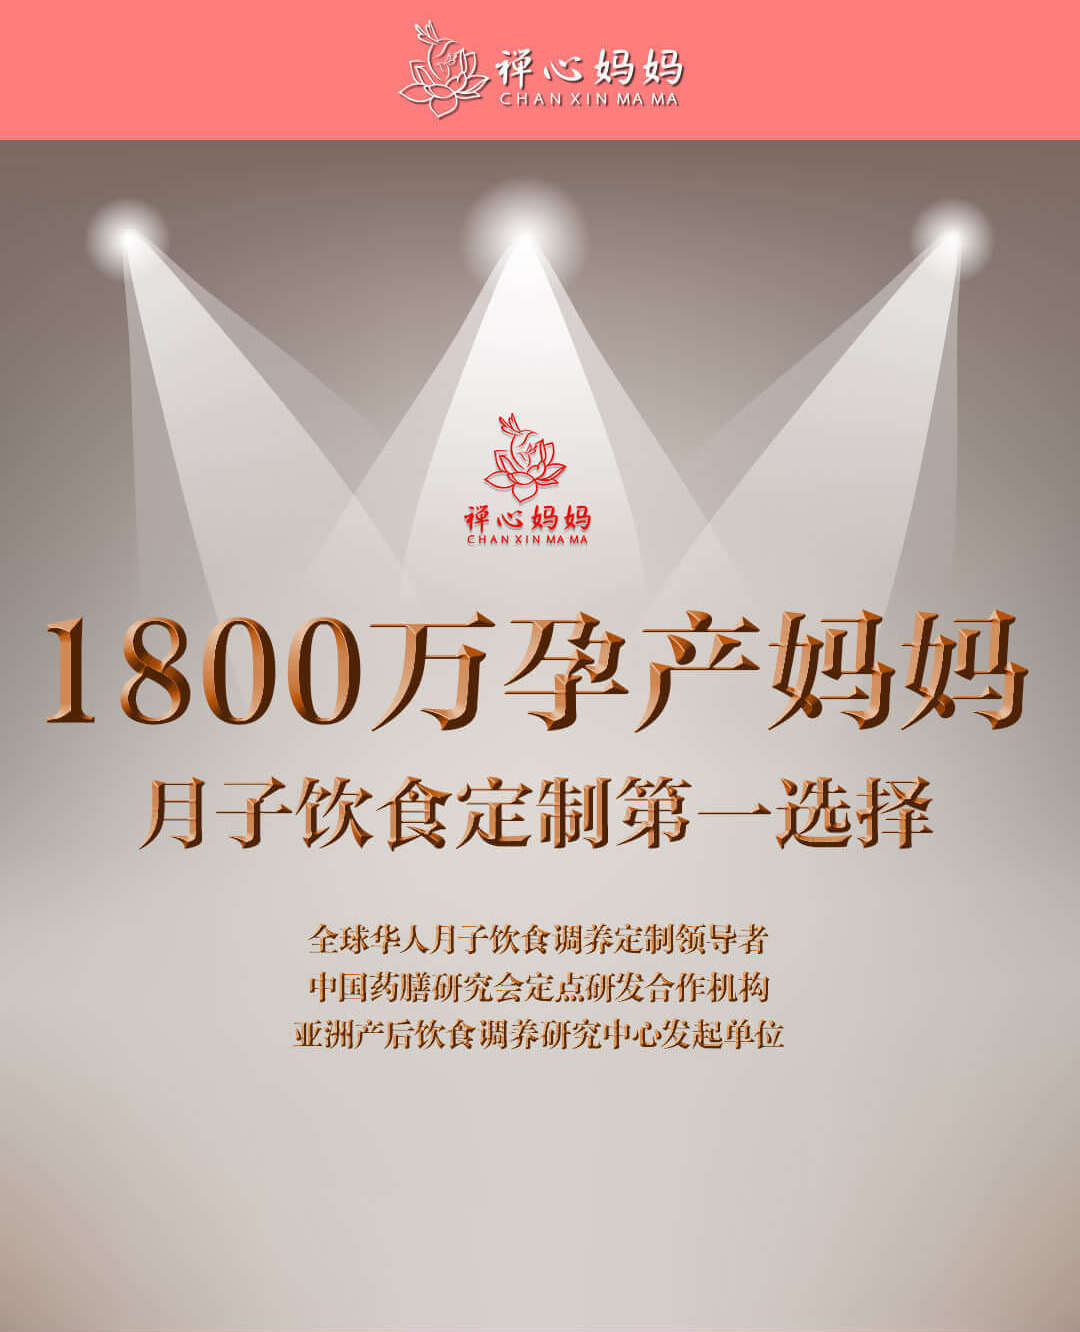 禅心妈妈
CHAN XIN MA MA
禅心妈妈
CHAN XIN MA MA
1800万孕产妈妈
月子饮食定制第一选择
全球华人月子饮食调养定制领导者
中国药膳研究会定点研发合作机构
亚洲产后饮食调养研究中心发起单位